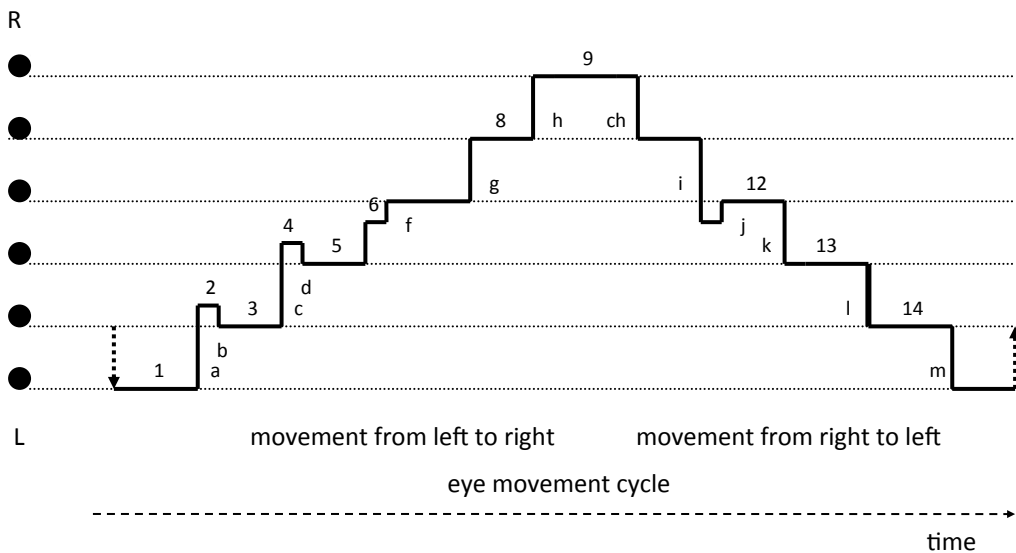 R
9
8 h ch
g i 12
6 f j
4 5 k 13
2 d
3 c l 14
b
1 a m
L movement from left to right movement from right to left
eye movement cycle
time